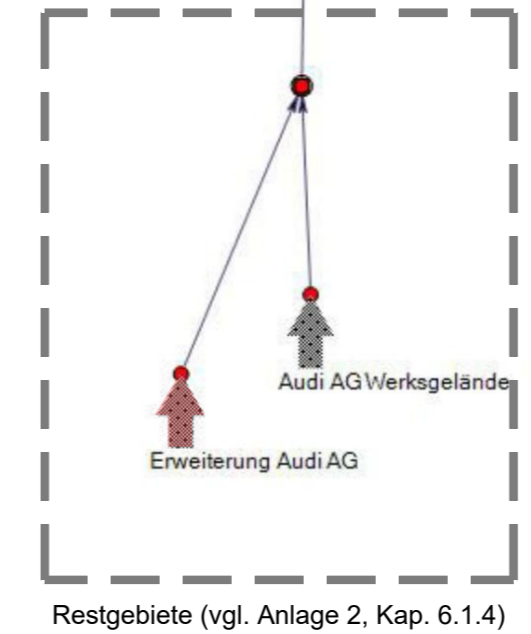 Audi AG Werksgelände
Erweiterung Audi AG
Restgebiete (vgl. Anlage 2, Kap. 6.1.4)